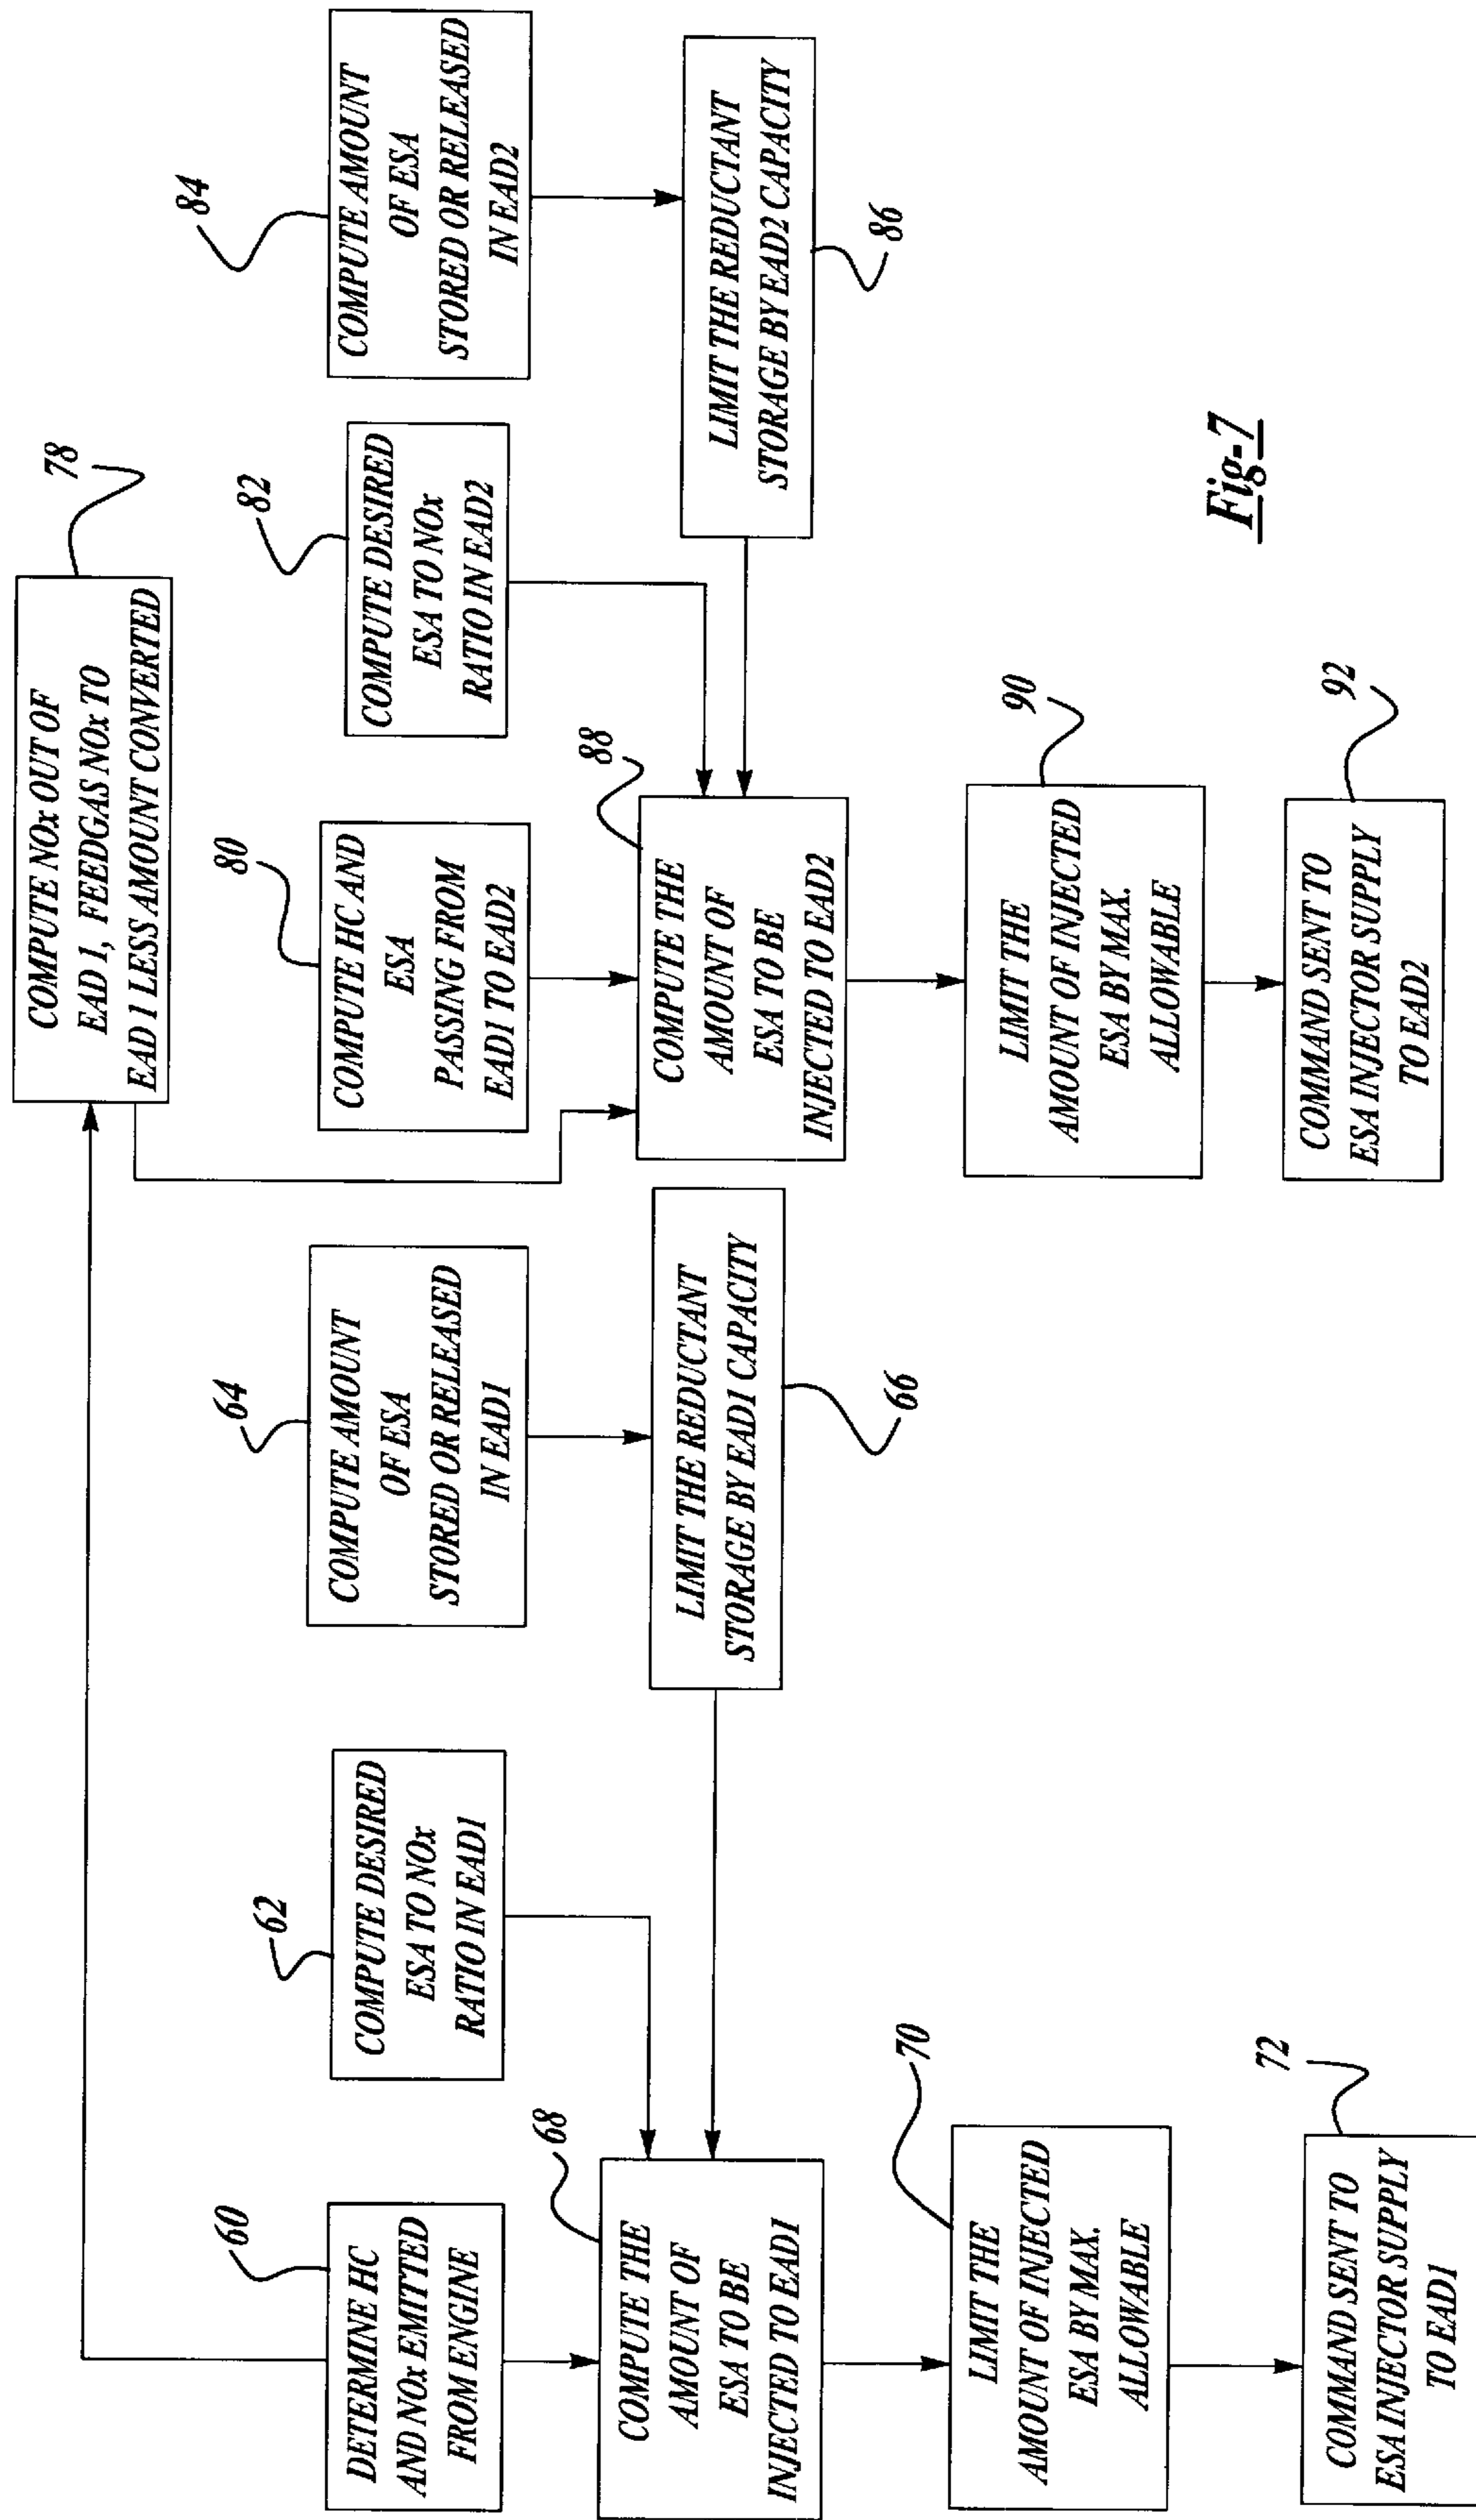 60
DETERMINE HC
AND NOx EMITTED
FROM ENGINE
62
COMPUTE DESIRED
ESA TO NOx
RATIO IN EAD1
64
COMPUTE AMOUNT
OF ESA
STORED OR RELEASED
IN EAD1
66
LIMIT THE REDUCTANT
STORAGE BY EAD1 CAPACITY
68
COMPUTE THE
AMOUNT OF
ESA TO BE
INJECTED TO EAD1
70
LIMIT THE
AMOUNT OF INJECTED
ESA BY MAX.
ALLOWABLE
72
COMMAND SENT TO
ESA INJECTOR SUPPLY
TO EAD1
78
COMPUTE NOx OUT OF
EAD 1, FEEDGAS NOx TO
EAD 1 LESS AMOUNT CONVERTED
80
COMPUTE HC AND
ESA
PASSING FROM
EAD1 TO EAD2
82
COMPUTE DESIRED
ESA TO NOx
RATIO IN EAD2
84
COMPUTE AMOUNT
OF ESA
STORED OR RELEASED
IN EAD2
86
LIMIT THE REDUCTANT
STORAGE BY EAD2 CAPACITY
88
COMPUTE THE
AMOUNT OF
ESA TO BE
INJECTED TO EAD2
90
LIMIT THE
AMOUNT OF INJECTED
ESA BY MAX.
ALLOWABLE
92
COMMAND SENT TO
ESA INJECTOR SUPPLY
TO EAD2
Fig-7